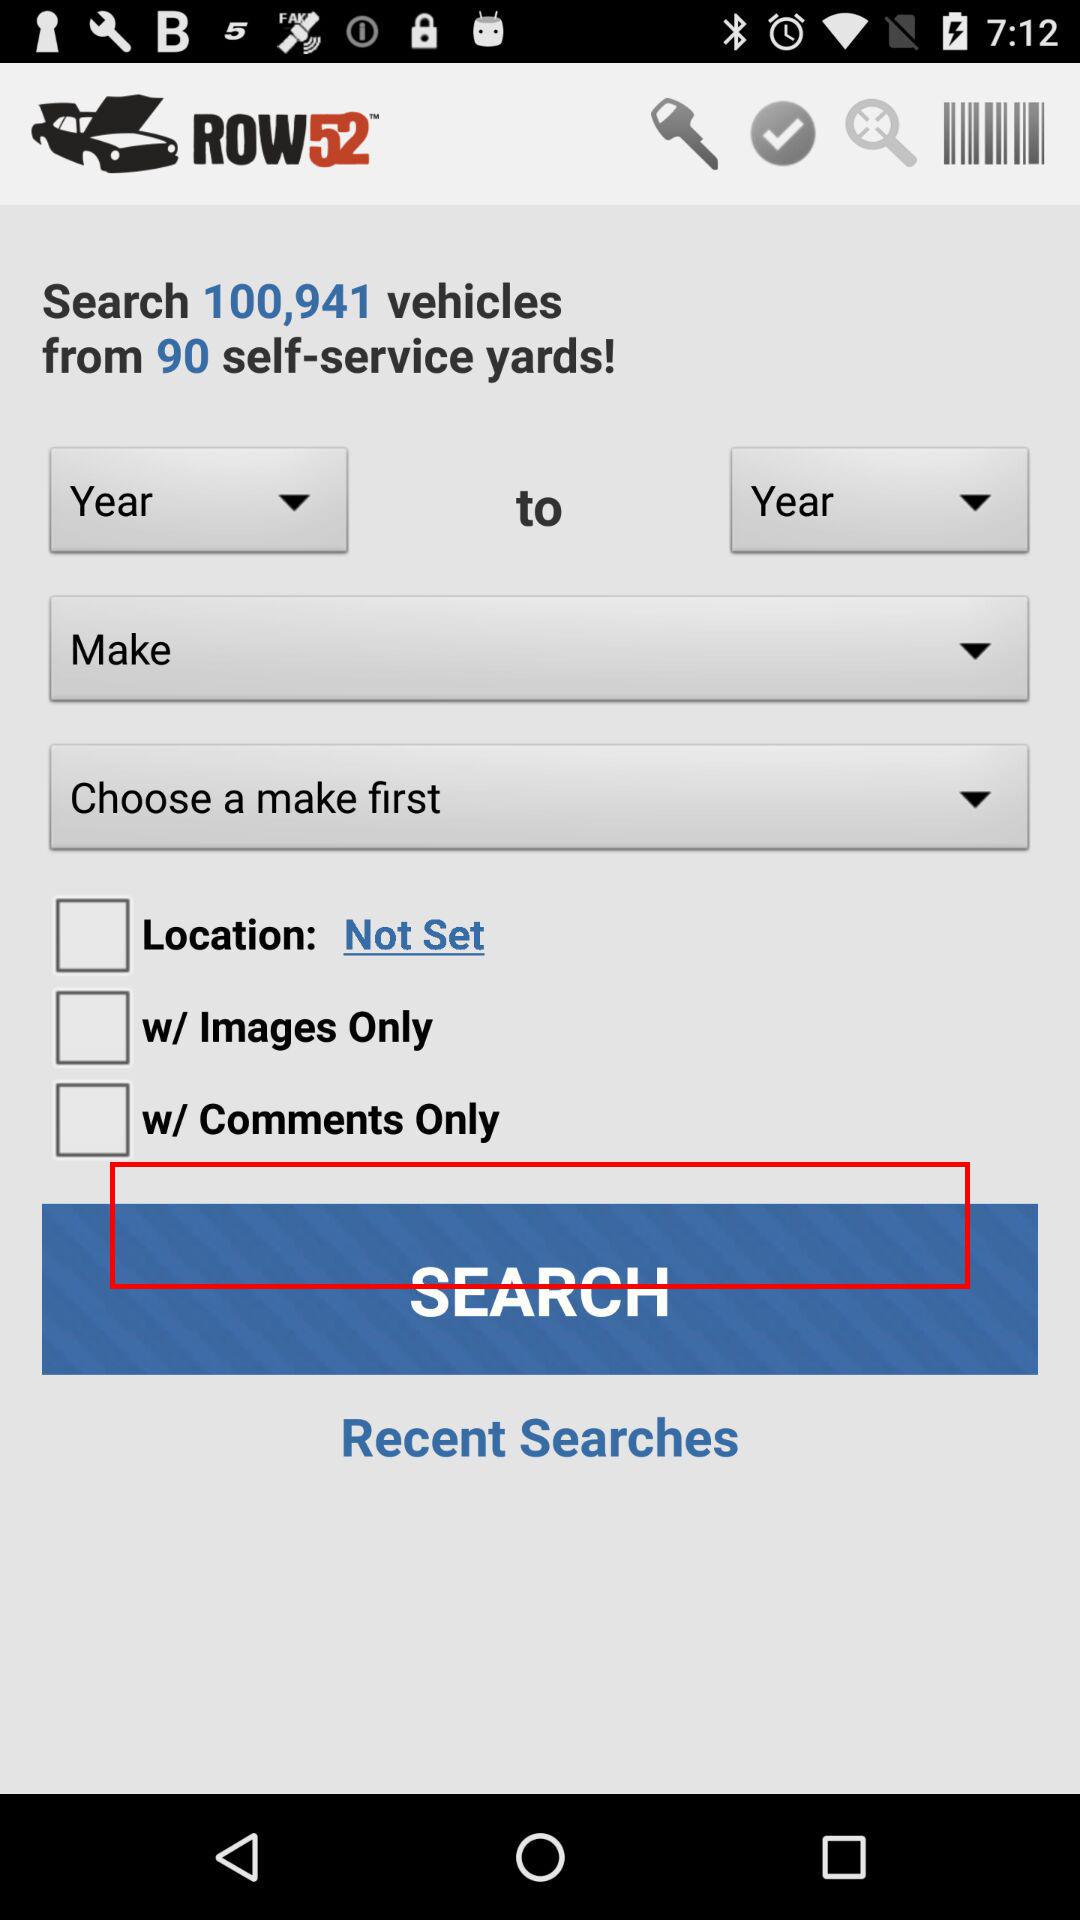 7:12
ROW52™
Search 100,941 vehicles
from 90 self-service yards!
Year to Year
Make
Choose a make first
Location: Not Set
w/ Images Only
w/ Comments Only
SEARCH
Recent Searches